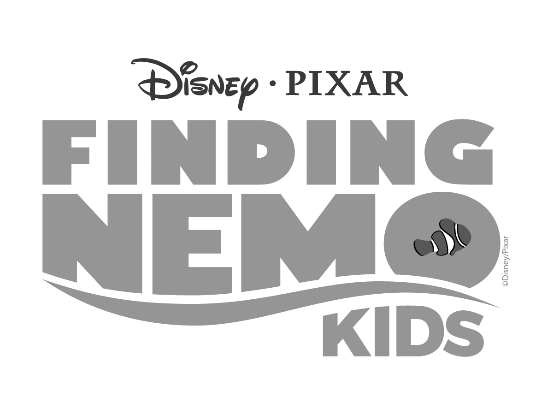 Disney · PIXAR
FINDING
NEMO
©Disney/Pixar
KIDS